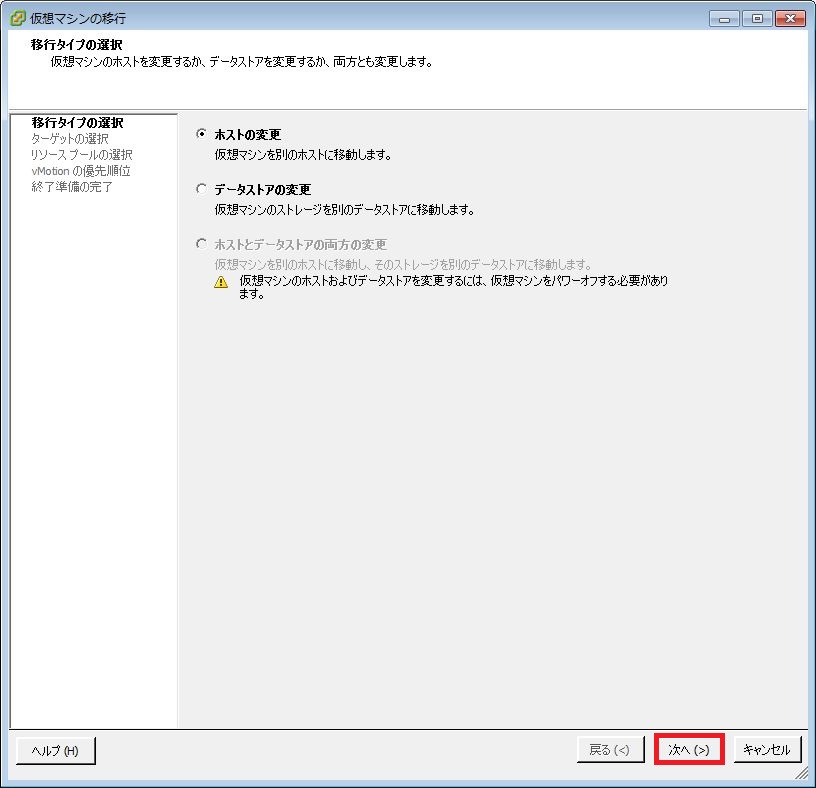 仮想マシンの移行
移行タイプの選択
仮想マシンのホストを変更するか、データストアを変更するか、両方とも変更します。
移行タイプの選択
ターゲットの選択
リソース プールの選択
vMotion の優先順位
終了準備の完了
ホストの変更
仮想マシンを別のホストに移動します。
データストアの変更
仮想マシンのストレージを別のデータストアに移動します。
ホストとデータストアの両方の変更
仮想マシンを別のホストに移動し、そのストレージを別のデータストアに移動します。
仮想マシンのホストおよびデータストアを変更するには、仮想マシンをパワーオフする必要があり
ます。
ヘルプ (H)
戻る (<)
次へ (>)
キャンセル